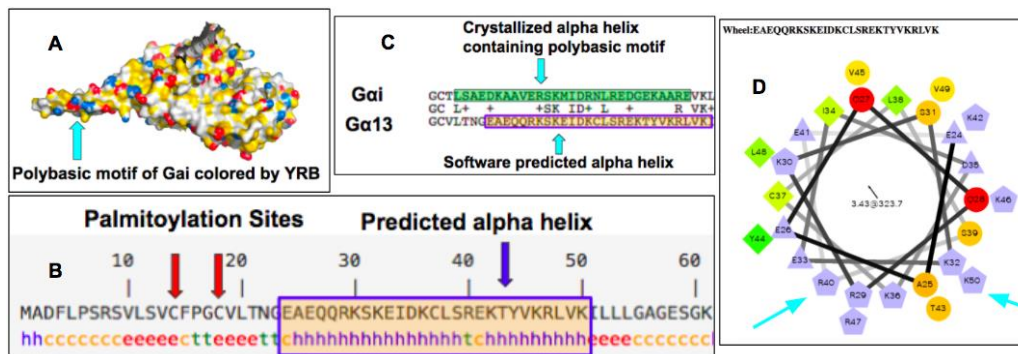 A
Polybasic motif of Gai colored by YRB
C
Crystallized alpha helix
containing polybasic motif
Gαi GCTLSAEDKAAVERSKMIDRNLREDGEKAAREVKL
GC L+ +SK ID+ L + R VK+
Gα13 GCVLTNGEAEQQRKSKEIDKCLSREKTYVKRLVK
Software predicted alpha helix
B
Palmitoylation Sites Predicted alpha helix
10 20 30 40 50 60
MADFLPSRSVLSVCFPGCVLTNGEAEQQRKSKEIDKCLSREKTYVKRLVKILLLGAGESGK
hhccccccceeeeectteeeettchhhhhhhhhhhhhhhtchhhhhhhhheeeeccccccc
Wheel:EAEQQRKSKEIDKCLSREKTYVKRLVK
D
V45
Q27
L38
V49
I34
S31
K42
E41
E24
L48
K30
D35
C37
3.43@323.7
Q28
K46
Y44
E26
S39
E33
K32
R40
K50
R29
K36
A25
R47
T43